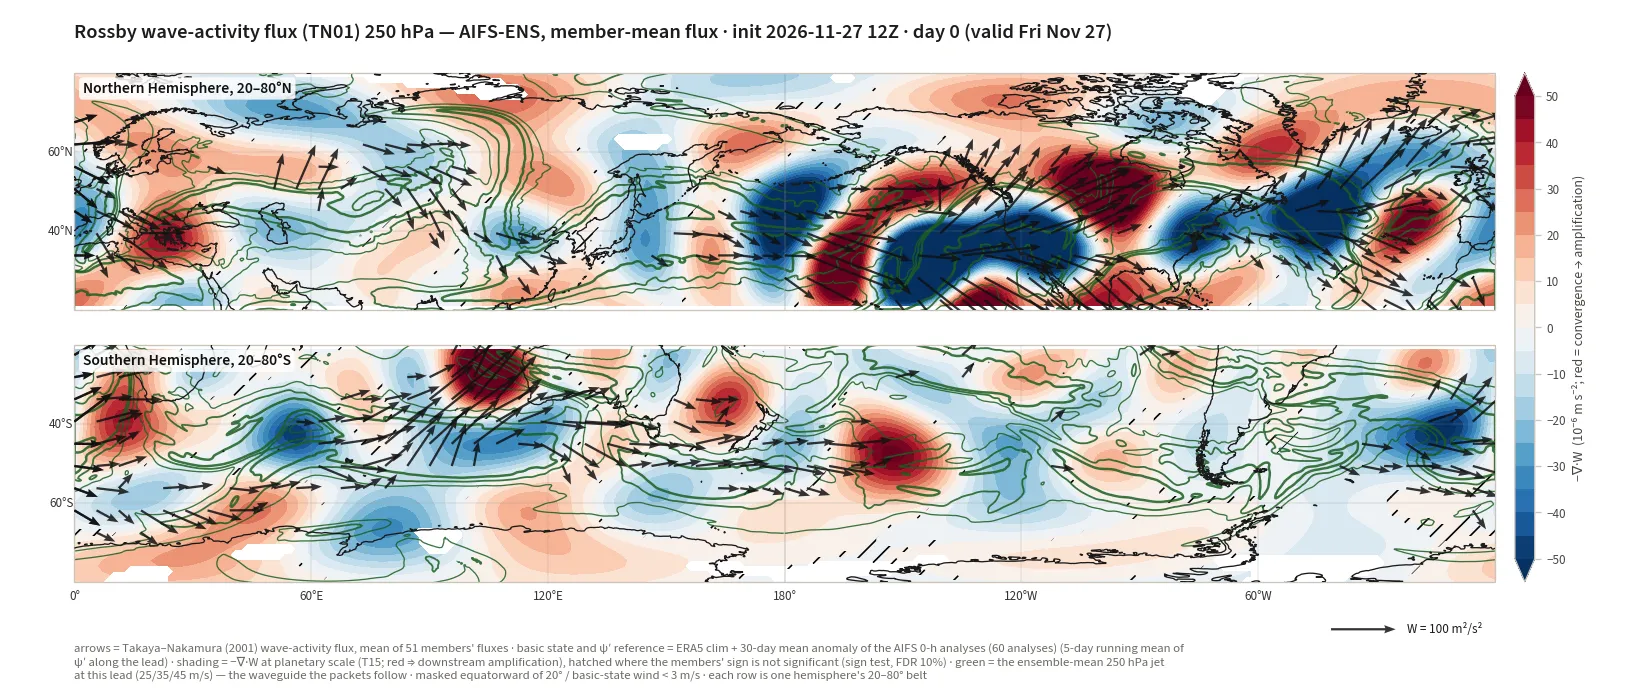 Rossby wave-activity flux (TN01) 250 hPa — AIFS-ENS, member-mean flux · init 2026-11-27 12Z · day 0 (valid Fri Nov 27)
Northern Hemisphere, 20–80°N
60°N
40°N
Southern Hemisphere, 20–80°S
40°S
60°S
0°
60°E
120°E
180°
120°W
60°W
50
40
30
20
10
0
−10
−20
−30
−40
−50
−∇·W (10⁻⁶ m s⁻²; red = convergence → amplification)
W = 100 m²/s²
arrows = Takaya–Nakamura (2001) wave-activity flux, mean of 51 members' fluxes · basic state and ψ′ reference = ERA5 clim + 30-day mean anomaly of the AIFS 0-h analyses (60 analyses) (5-day running mean of
ψ′ along the lead) · shading = −∇·W at planetary scale (T15; red ⇒ downstream amplification), hatched where the members' sign is not significant (sign test, FDR 10%) · green = the ensemble-mean 250 hPa jet
at this lead (25/35/45 m/s) — the waveguide the packets follow · masked equatorward of 20° / basic-state wind < 3 m/s · each row is one hemisphere's 20–80° belt